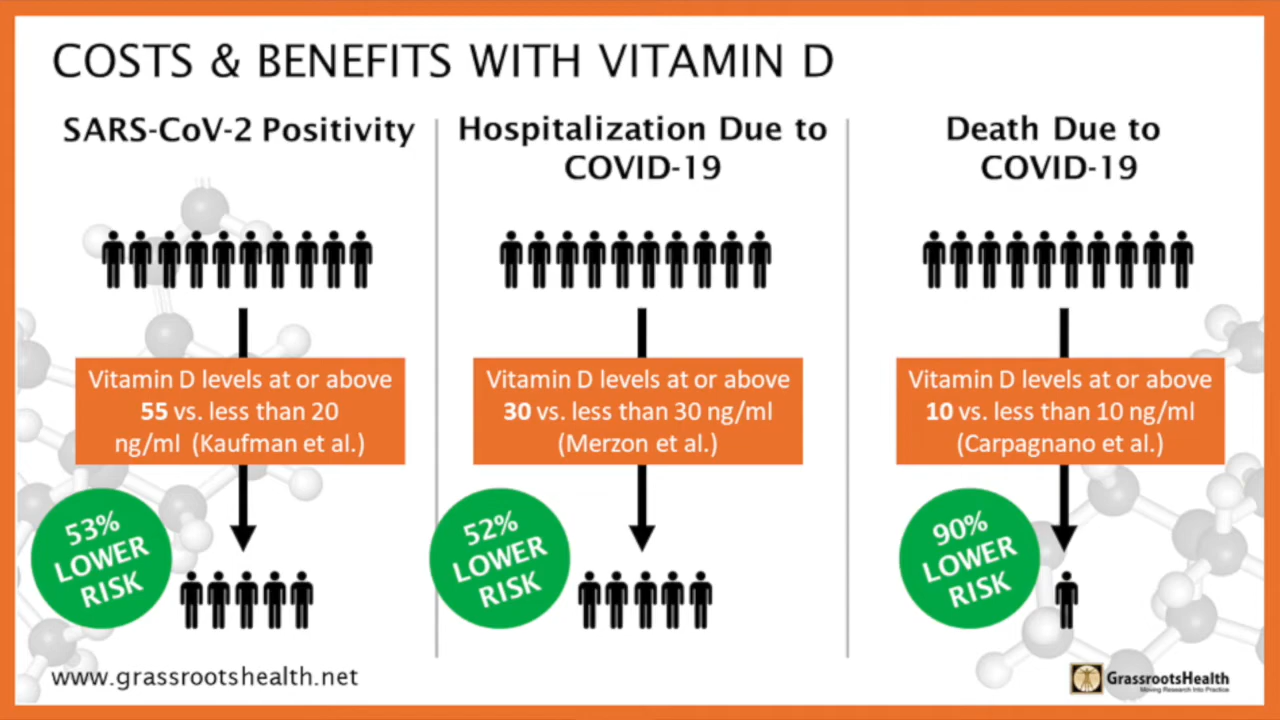 COSTS & BENEFITS WITH VITAMIN D
SARS-CoV-2 Positivity
Vitamin D levels at or above
55 vs. less than 20
ng/ml (Kaufman et al.)
53%
LOWER
RISK
Hospitalization Due to
COVID-19
Vitamin D levels at or above
30 vs. less than 30 ng/ml
(Merzon et al.)
52%
LOWER
RISK
Death Due to
COVID-19
Vitamin D levels at or above
10 vs. less than 10 ng/ml
(Carpagnano et al.)
90%
LOWER
RISK
www.grassrootshealth.net
GrassrootsHealth
Moving Research Into Practice